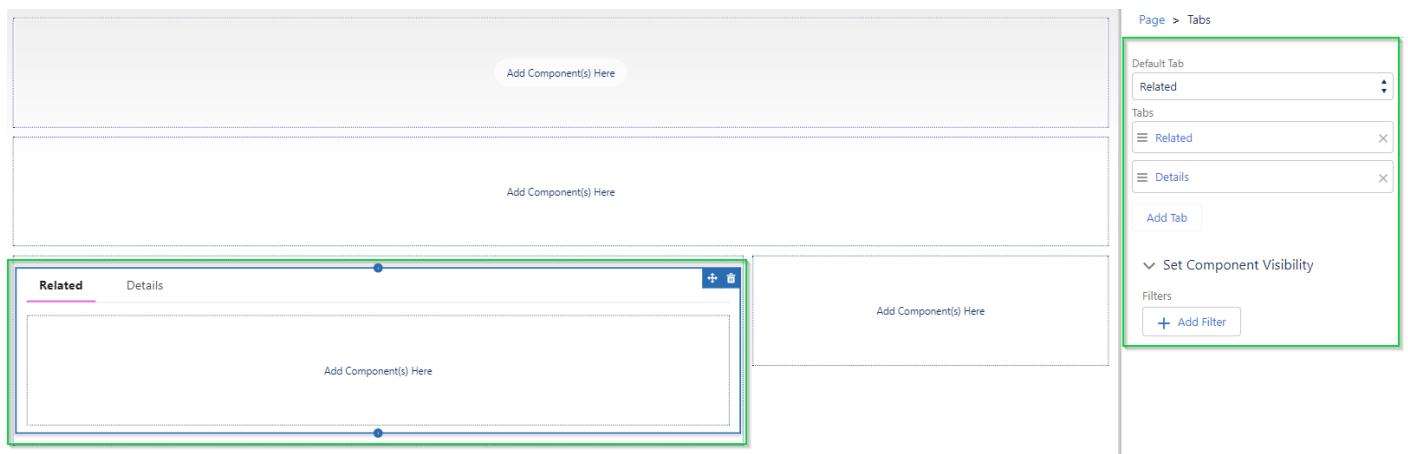 Add Component(s) Here
Add Component(s) Here
Related Details
Add Component(s) Here
Add Component(s) Here
Page > Tabs
Default Tab
Related
Tabs
Related
Details
Add Tab
Set Component Visibility
Filters
+ Add Filter